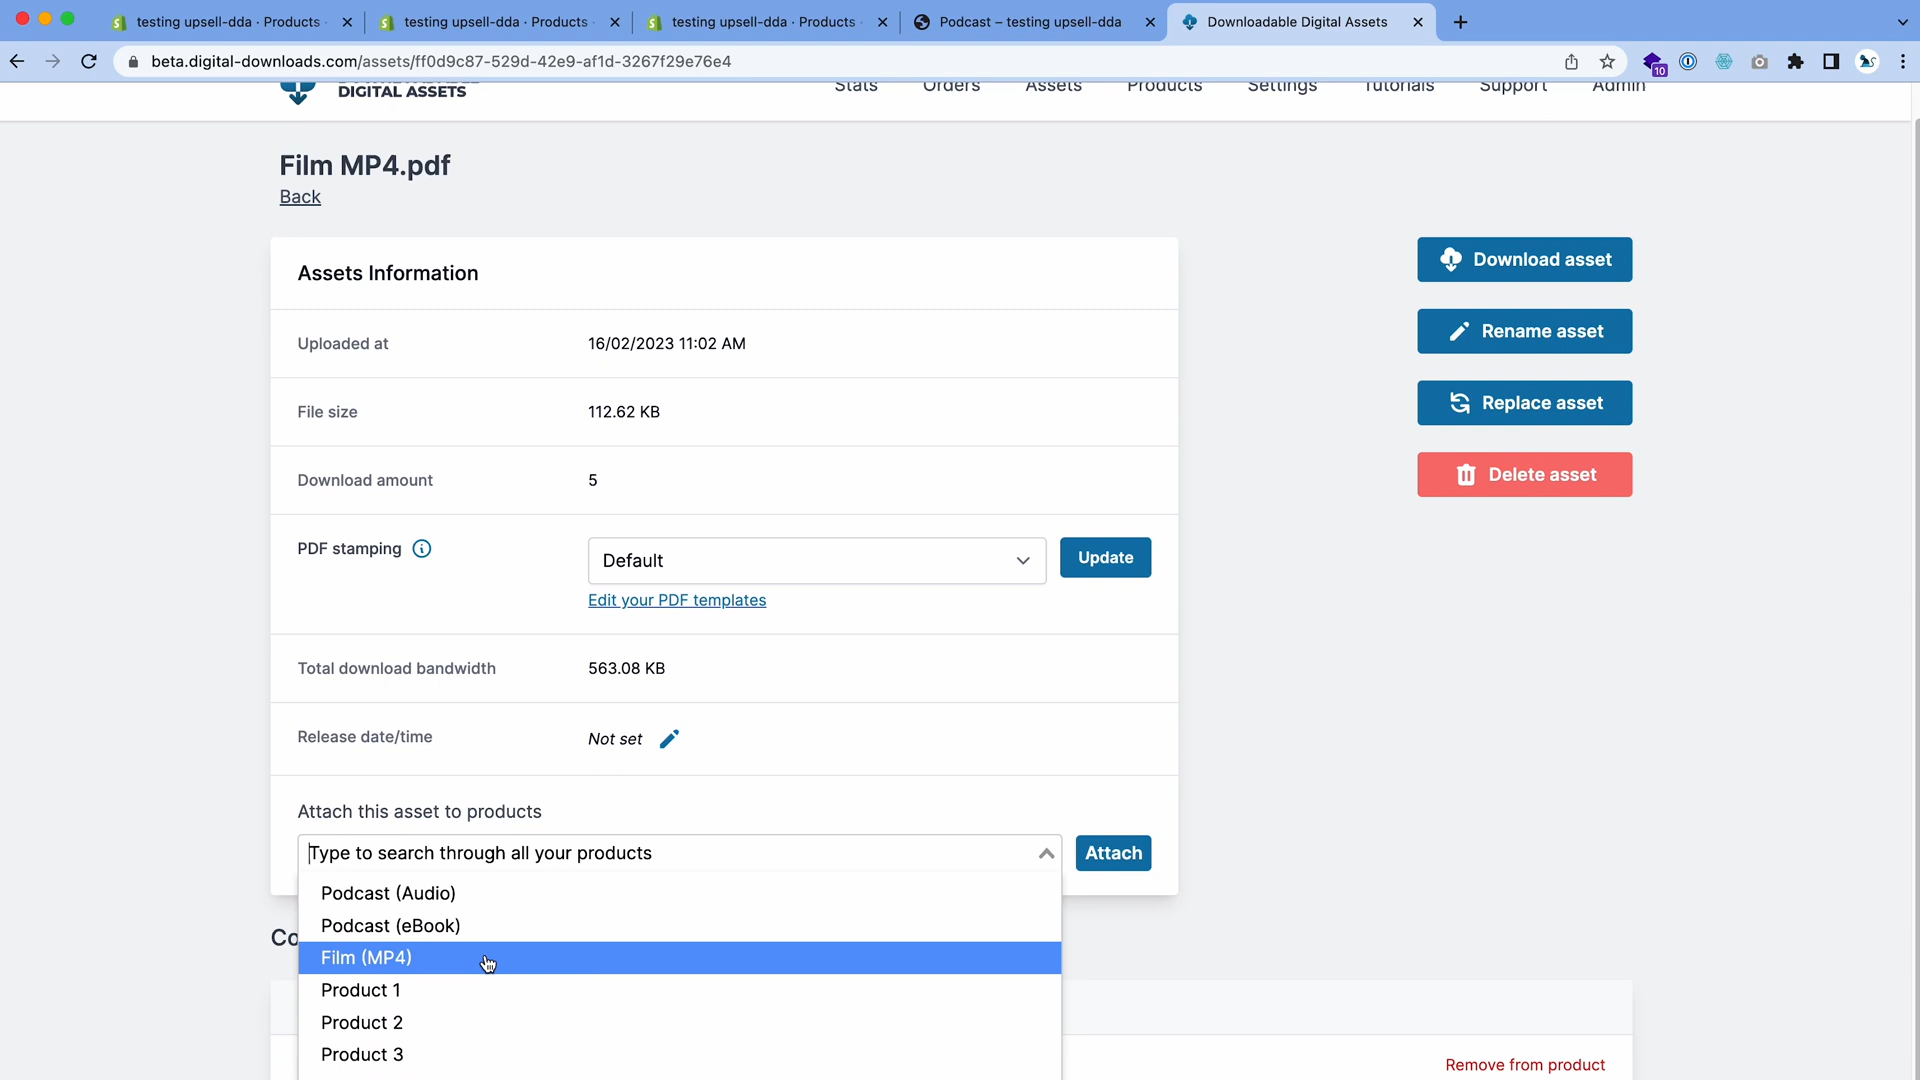 testing upsell-dda · Products
testing upsell-dda · Products
testing upsell-dda · Products
Podcast – testing upsell-dda
Downloadable Digital Assets
beta.digital-downloads.com/assets/ff0d9c87-529d-42e9-af1d-3267f29e76e4
10
DIGITAL ASSETS
Stats
Orders
Assets
Products
Settings
Tutorials
Support
Admin
Film MP4.pdf
Back
Assets Information
Uploaded at
16/02/2023 11:02 AM
File size
112.62 KB
Download amount
5
PDF stamping
Default
Update
Edit your PDF templates
Total download bandwidth
563.08 KB
Release date/time
Not set
Attach this asset to products
Type to search through all your products
Attach
Podcast (Audio)
Podcast (eBook)
Film (MP4)
Product 1
Product 2
Product 3
Download asset
Rename asset
Replace asset
Delete asset
Remove from product